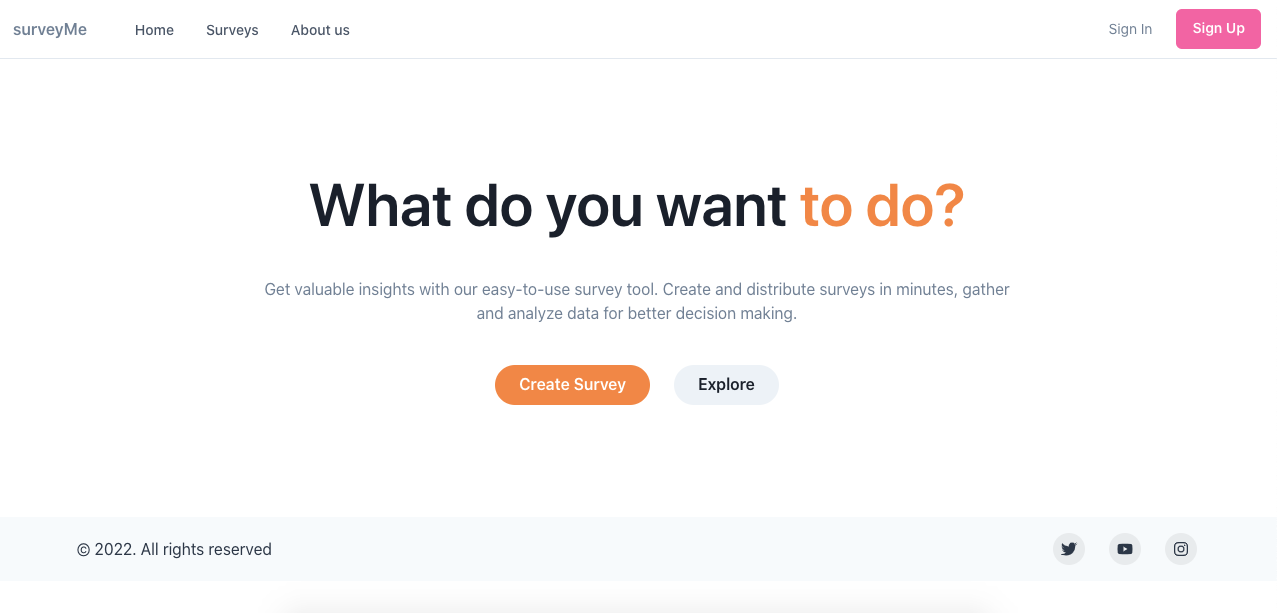 surveyMe Home Surveys About us Sign In Sign Up
What do you want to do?
Get valuable insights with our easy-to-use survey tool. Create and distribute surveys in minutes, gather
and analyze data for better decision making.
Create Survey Explore
© 2022. All rights reserved